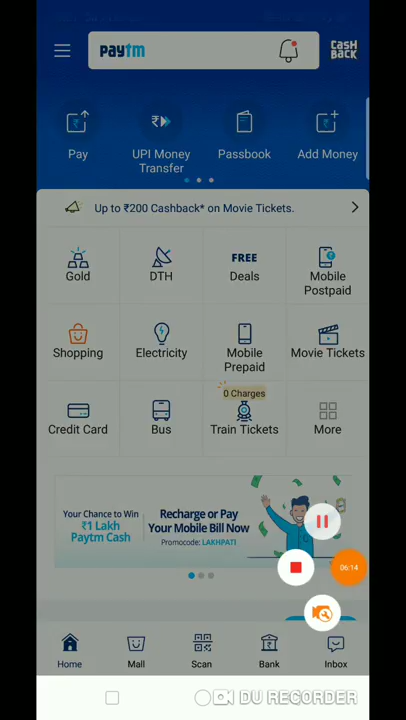 paytm
CASH
BACK
Pay
UPI Money
Transfer
Passbook
Add Money
Up to ₹200 Cashback* on Movie Tickets.
Gold
DTH
FREE
Deals
Mobile
Postpaid
Shopping
Electricity
Mobile
Prepaid
Movie Tickets
0 Charges
Credit Card
Bus
Train Tickets
More
Your Chance to Win
₹1 Lakh
Paytm Cash
Recharge or Pay
Your Mobile Bill Now
Promocode: LAKHPATI
06:14
Home
Mall
Scan
Bank
Inbox
DU RECORDER